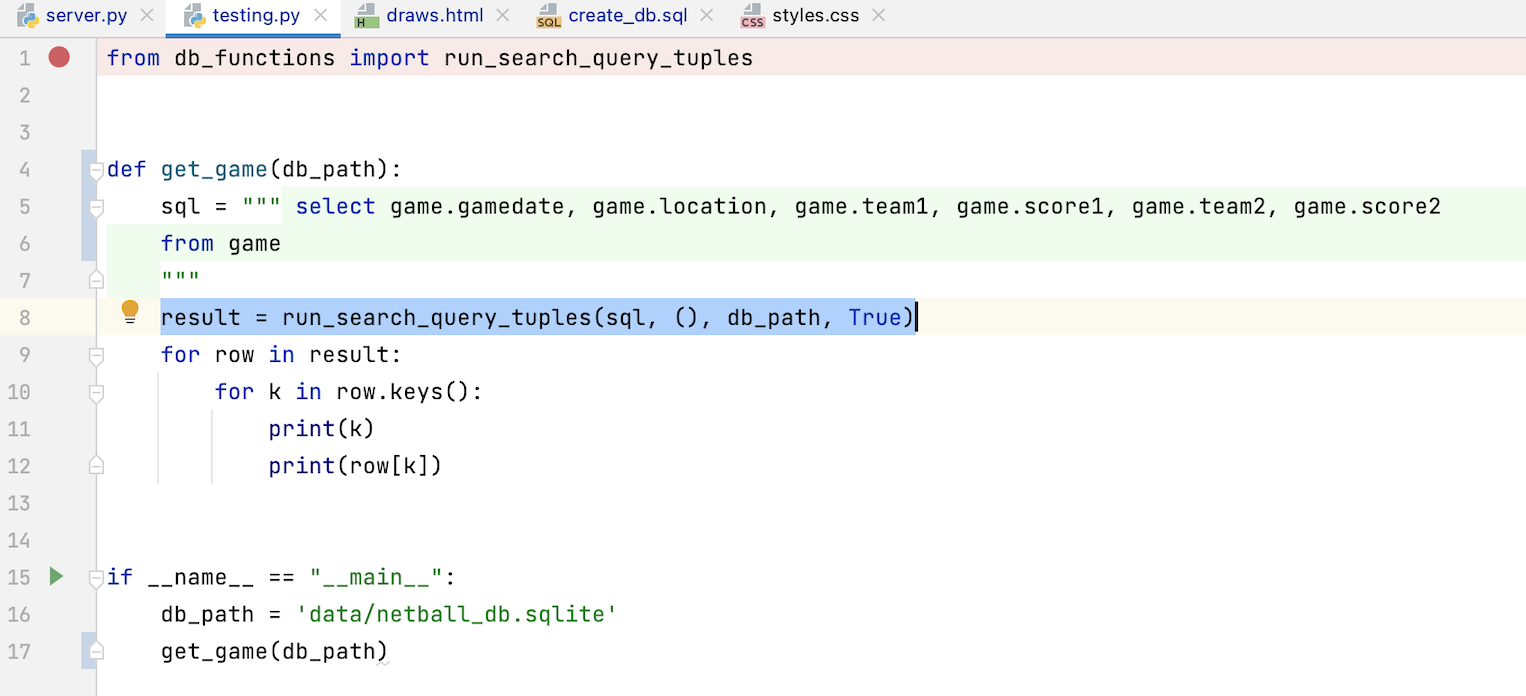 server.py testing.py draws.html create_db.sql styles.css
1 from db_functions import run_search_query_tuples
2
3
4 def get_game(db_path):
5     sql = """ select game.gamedate, game.location, game.team1, game.score1, game.team2, game.score2
6     from game
7     """
8     result = run_search_query_tuples(sql, (), db_path, True)
9     for row in result:
10         for k in row.keys():
11             print(k)
12             print(row[k])
13
14
15 if __name__ == "__main__":
16     db_path = 'data/netball_db.sqlite'
17     get_game(db_path)